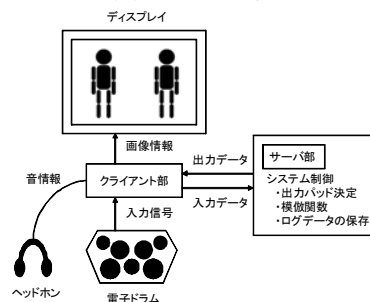 ディスプレイ
画像情報
出力データ
音情報
クライアント部
入力データ
入力信号
サーバ部
システム制御
・出力パッド決定
・模倣関数
・ログデータの保存
ヘッドホン
電子ドラム